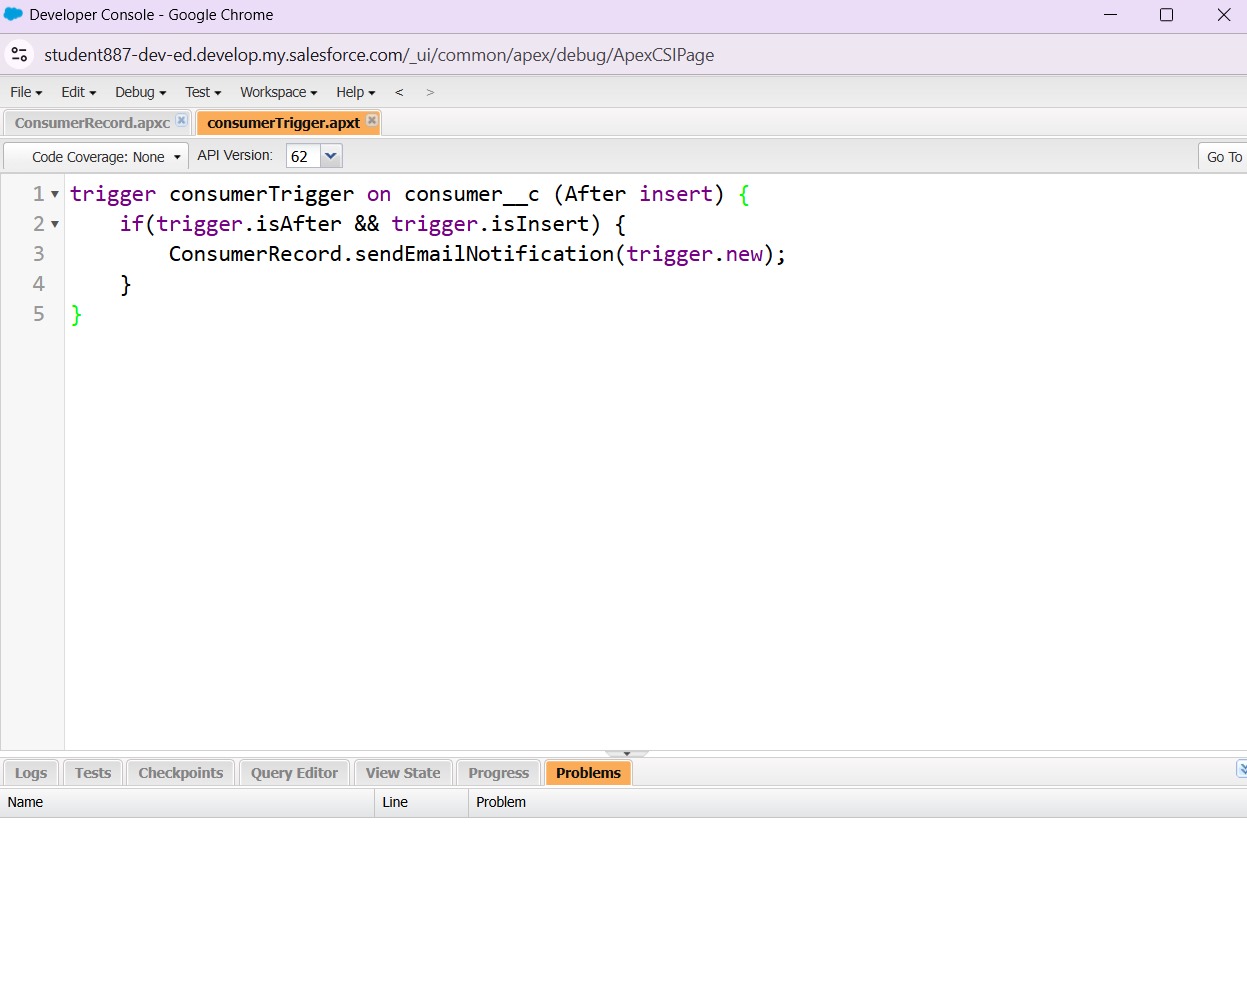 Developer Console - Google Chrome
student887-dev-ed.develop.my.salesforce.com/_ui/common/apex/debug/ApexCSIPage
File Edit Debug Test Workspace Help < >
ConsumerRecord.apxc consumerTrigger.apxt
Code Coverage: None API Version: 62 Go To
1 trigger consumerTrigger on consumer__c (After insert) {
2 if(trigger.isAfter && trigger.isInsert) {
3 ConsumerRecord.sendEmailNotification(trigger.new);
4 }
5 }
Logs Tests Checkpoints Query Editor View State Progress Problems
Name Line Problem